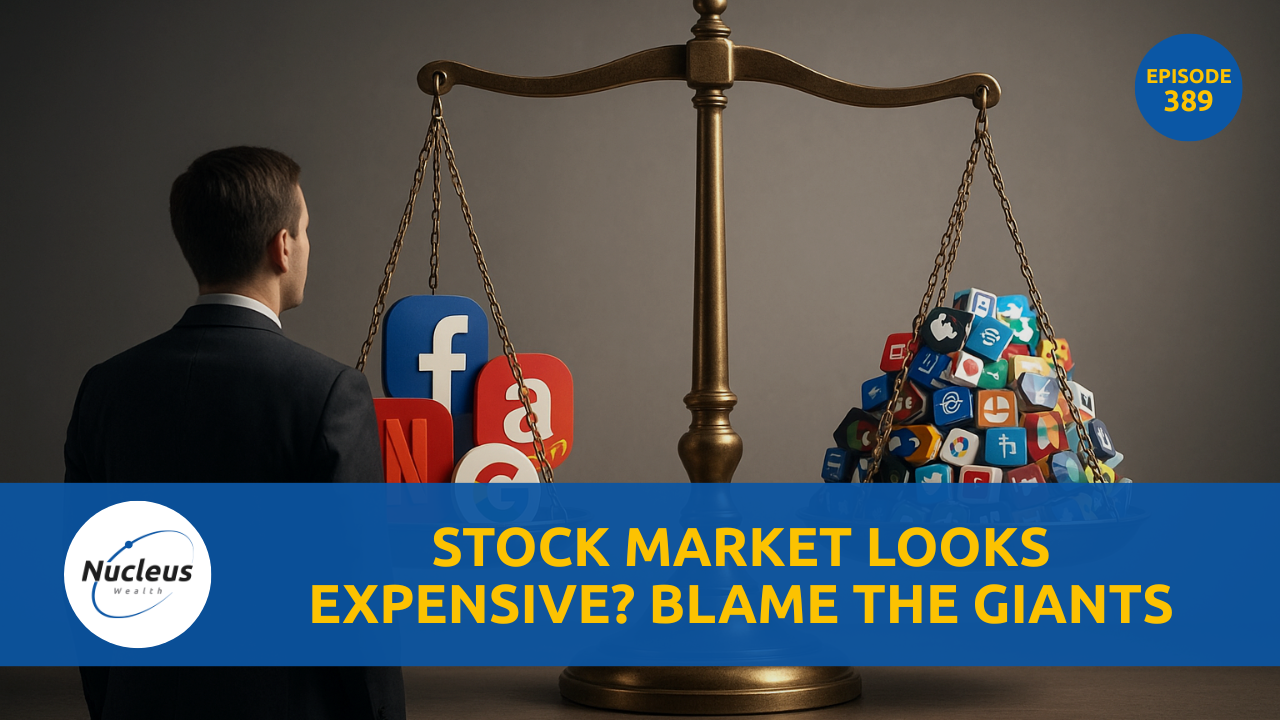 EPISODE
389
f
a
N
G
Nucleus
Wealth
STOCK MARKET LOOKS
EXPENSIVE? BLAME THE GIANTS